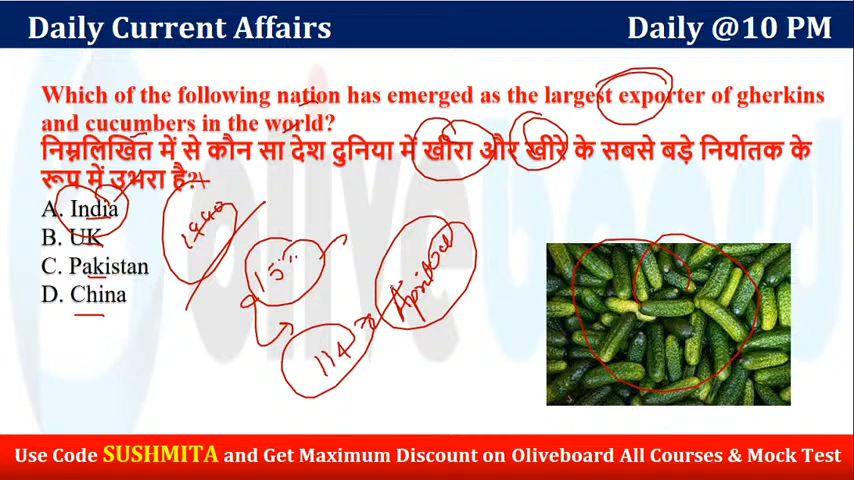 Daily Current Affairs
Daily @10 PM
Which of the following nation has emerged as the largest exporter of gherkins
and cucumbers in the world?
निम्नलिखित में से कौन सा देश दुनिया में खीरा और खीरे के सबसे बड़े निर्यातक के
रूप में उभरा है?
A. India
B. UK
C. Pakistan
D. China
15%
114
oliveboard
Use Code SUSHMITA and Get Maximum Discount on Oliveboard All Courses & Mock Test